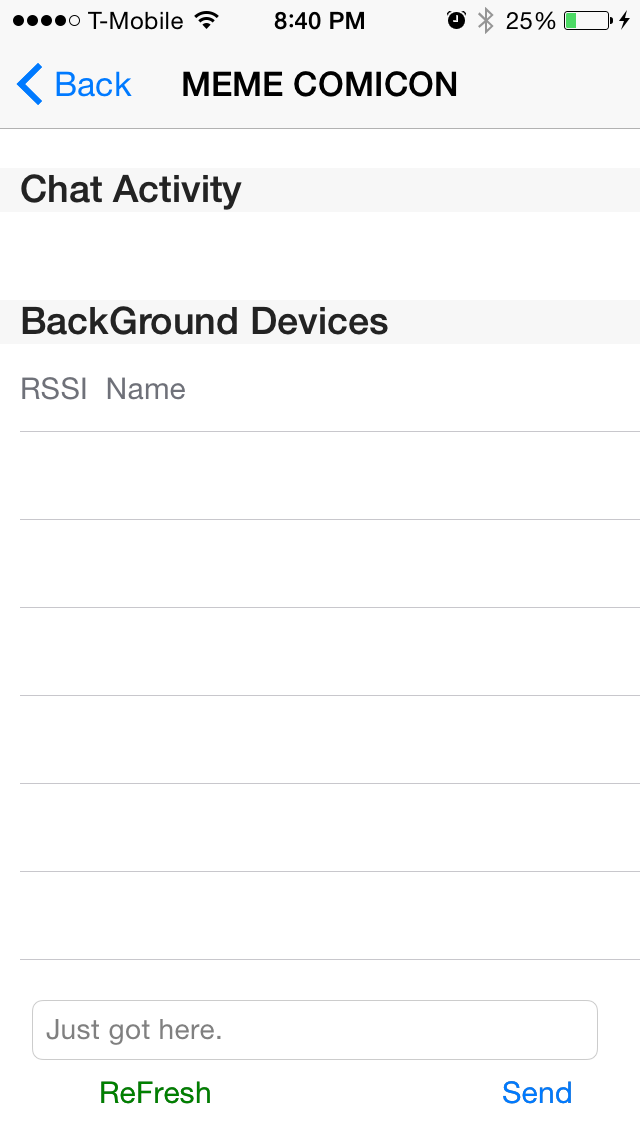 T-Mobile 8:40 PM 25%
Back MEME COMICON
Chat Activity
BackGround Devices
RSSI Name
Just got here.
ReFresh Send